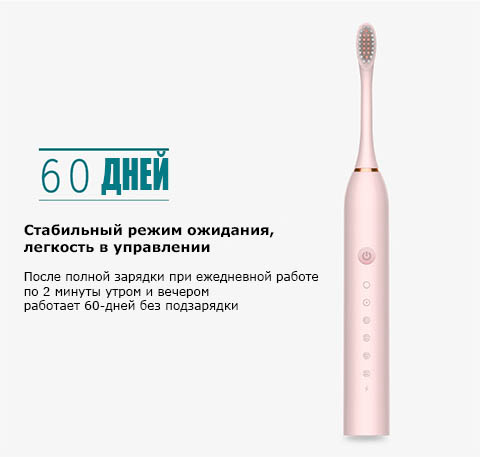 60 ДНЕЙ
Стабильный режим ожидания,
легкость в управлении
После полной зарядки при ежедневной работе
по 2 минуты утром и вечером
работает 60-дней без подзарядки